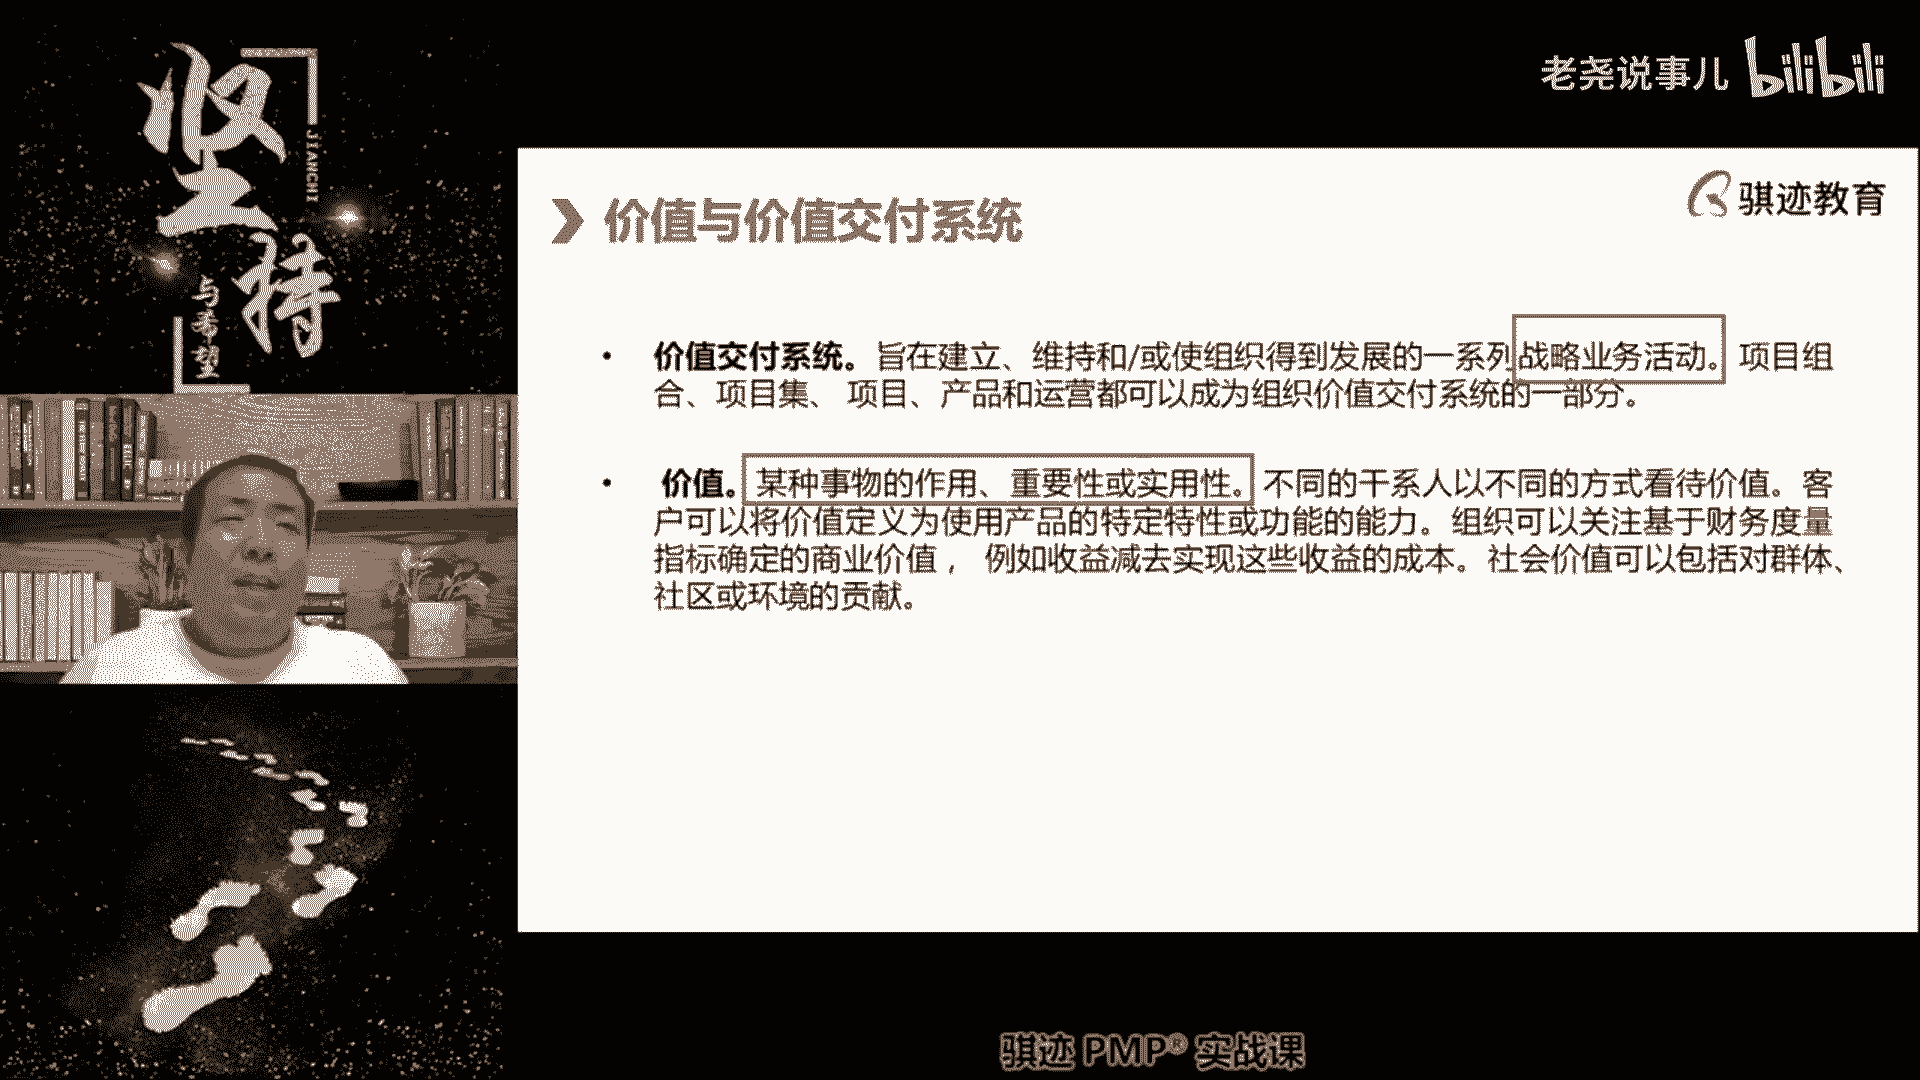 坚持
JIANCHI
与希望
老尧说事儿 bilibili
骐迹教育
价值与价值交付系统
• 价值交付系统。旨在建立、维持和/或使组织得到发展的一系列战略业务活动。项目组
合、项目集、 项目、产品和运营都可以成为组织价值交付系统的一部分。
• 价值。某种事物的作用、重要性或实用性。不同的干系人以不同的方式看待价值。客
户可以将价值定义为使用产品的特定特性或功能的能力。组织可以关注基于财务度量
指标确定的商业价值， 例如收益减去实现这些收益的成本。社会价值可以包括对群体、
社区或环境的贡献。
骐迹 PMP® 实战课